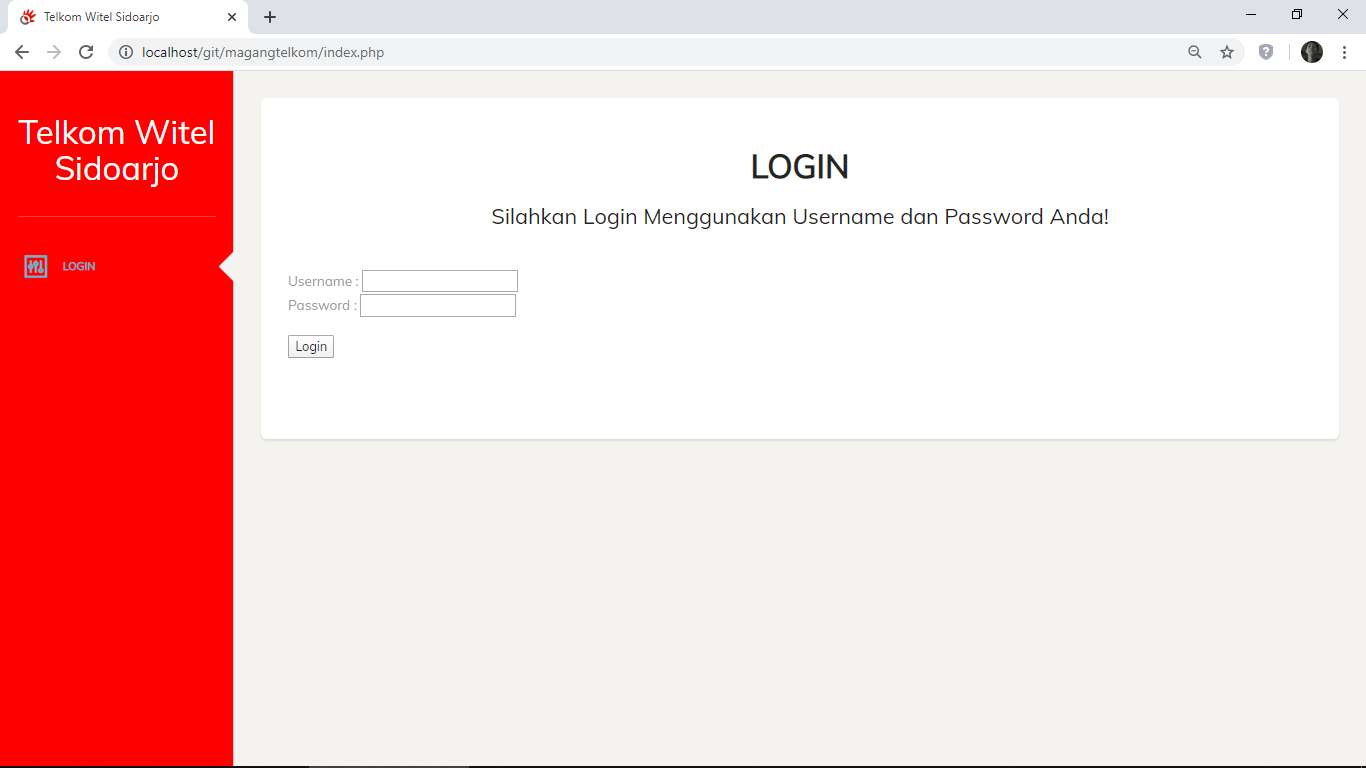 Telkom Witel Sidoarjo
localhost/git/magangtelkom/index.php
Telkom Witel
Sidoarjo
LOGIN
LOGIN
Silahkan Login Menggunakan Username dan Password Anda!
Username :
Password :
Login